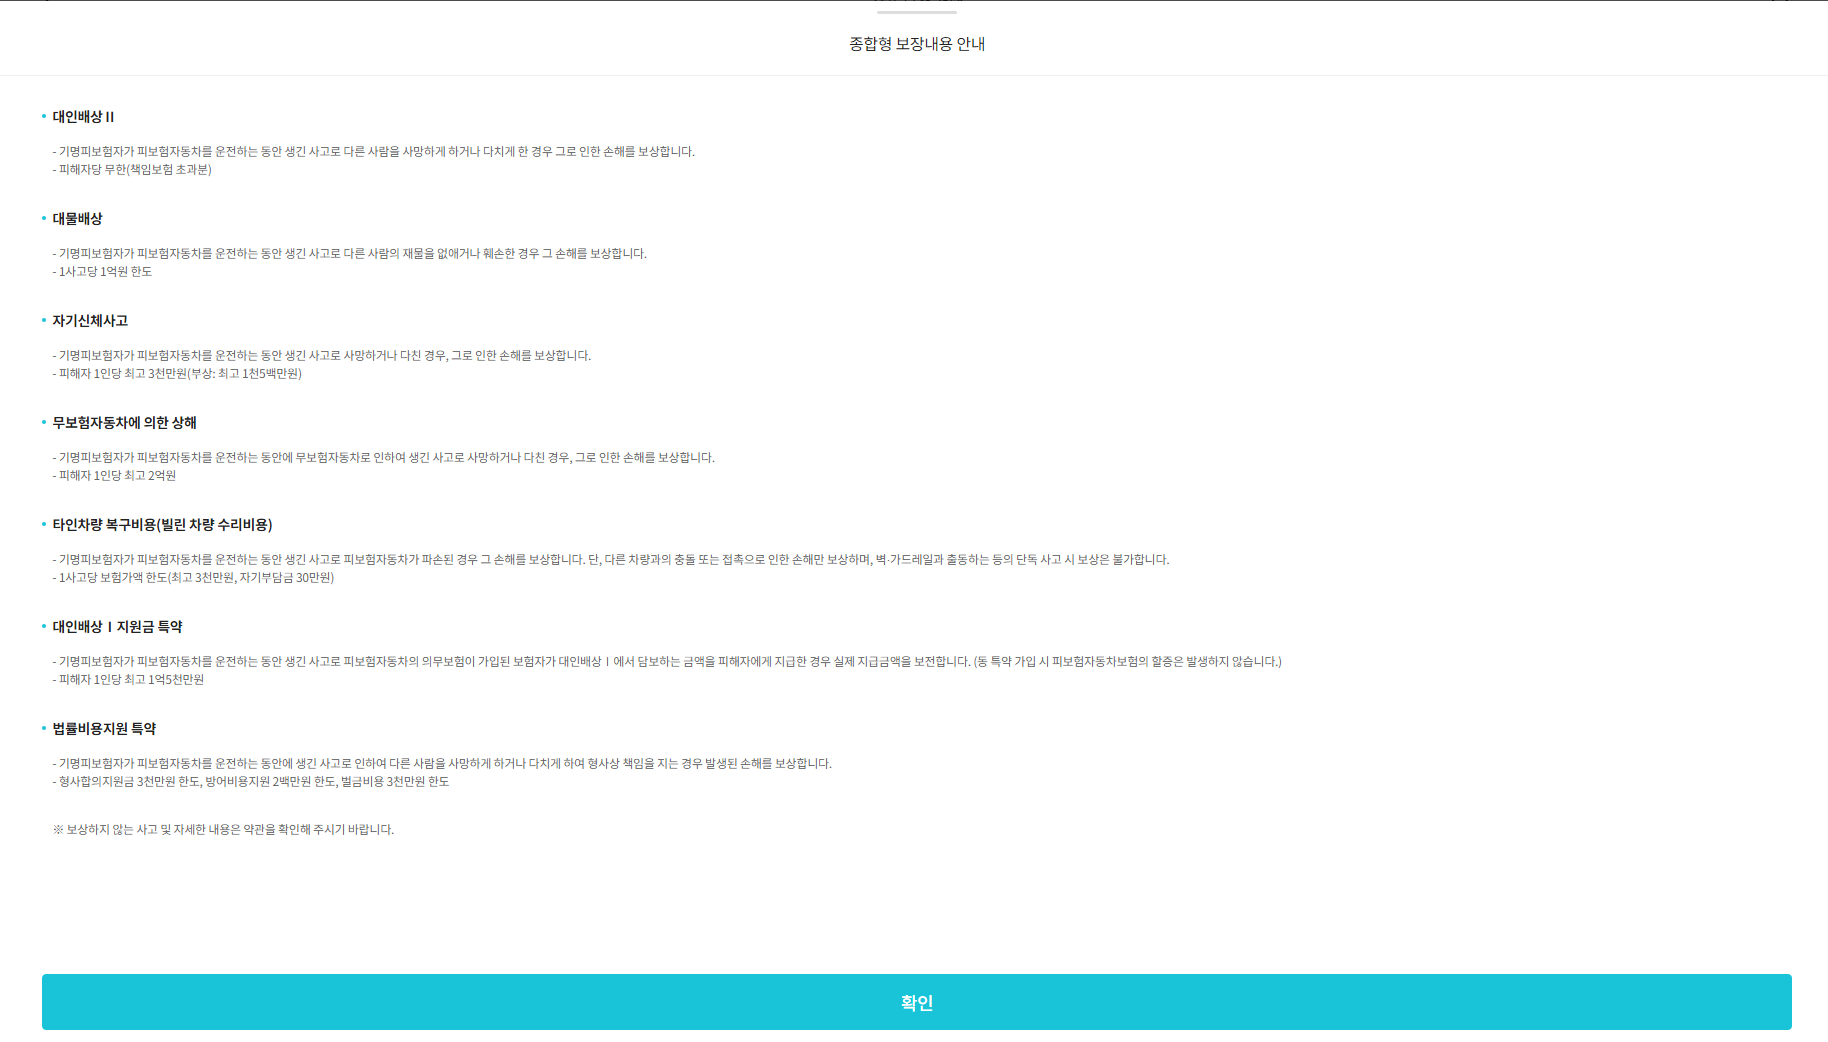 종합형 보장내용 안내
• 대인배상 II
- 기명피보험자가 피보험자동차를 운전하는 동안 생긴 사고로 다른 사람을 사망하게 하거나 다치게 한 경우 그로 인한 손해를 보상합니다.
- 피해자당 무한(책임보험 초과분)
• 대물배상
- 기명피보험자가 피보험자동차를 운전하는 동안 생긴 사고로 다른 사람의 재물을 없애거나 훼손한 경우 그 손해를 보상합니다.
- 1사고당 1억원 한도
• 자기신체사고
- 기명피보험자가 피보험자동차를 운전하는 동안 생긴 사고로 사망하거나 다친 경우, 그로 인한 손해를 보상합니다.
- 피해자 1인당 최고 3천만원(부상: 최고 1천5백만원)
• 무보험자동차에 의한 상해
- 기명피보험자가 피보험자동차를 운전하는 동안에 무보험자동차로 인하여 생긴 사고로 사망하거나 다친 경우, 그로 인한 손해를 보상합니다.
- 피해자 1인당 최고 2억원
• 타인차량 복구비용(빌린 차량 수리비용)
- 기명피보험자가 피보험자동차를 운전하는 동안 생긴 사고로 피보험자동차가 파손된 경우 그 손해를 보상합니다. 단, 다른 차량과의 충돌 또는 접촉으로 인한 손해만 보상하며, 벽·가드레일과 출동하는 등의 단독 사고 시 보상은 불가합니다.
- 1사고당 보험가액 한도(최고 3천만원, 자기부담금 30만원)
• 대인배상 I 지원금 특약
- 기명피보험자가 피보험자동차를 운전하는 동안 생긴 사고로 피보험자동차의 의무보험이 가입된 보험자가 대인배상 I 에서 담보하는 금액을 피해자에게 지급한 경우 실제 지급금액을 보전합니다. (동 특약 가입 시 피보험자동차보험의 할증은 발생하지 않습니다.)
- 피해자 1인당 최고 1억5천만원
• 법률비용지원 특약
- 기명피보험자가 피보험자동차를 운전하는 동안에 생긴 사고로 인하여 다른 사람을 사망하게 하거나 다치게 하여 형사상 책임을 지는 경우 발생된 손해를 보상합니다.
- 형사합의지원금 3천만원 한도, 방어비용지원 2백만원 한도, 벌금비용 3천만원 한도
※ 보상하지 않는 사고 및 자세한 내용은 약관을 확인해 주시기 바랍니다.
확인